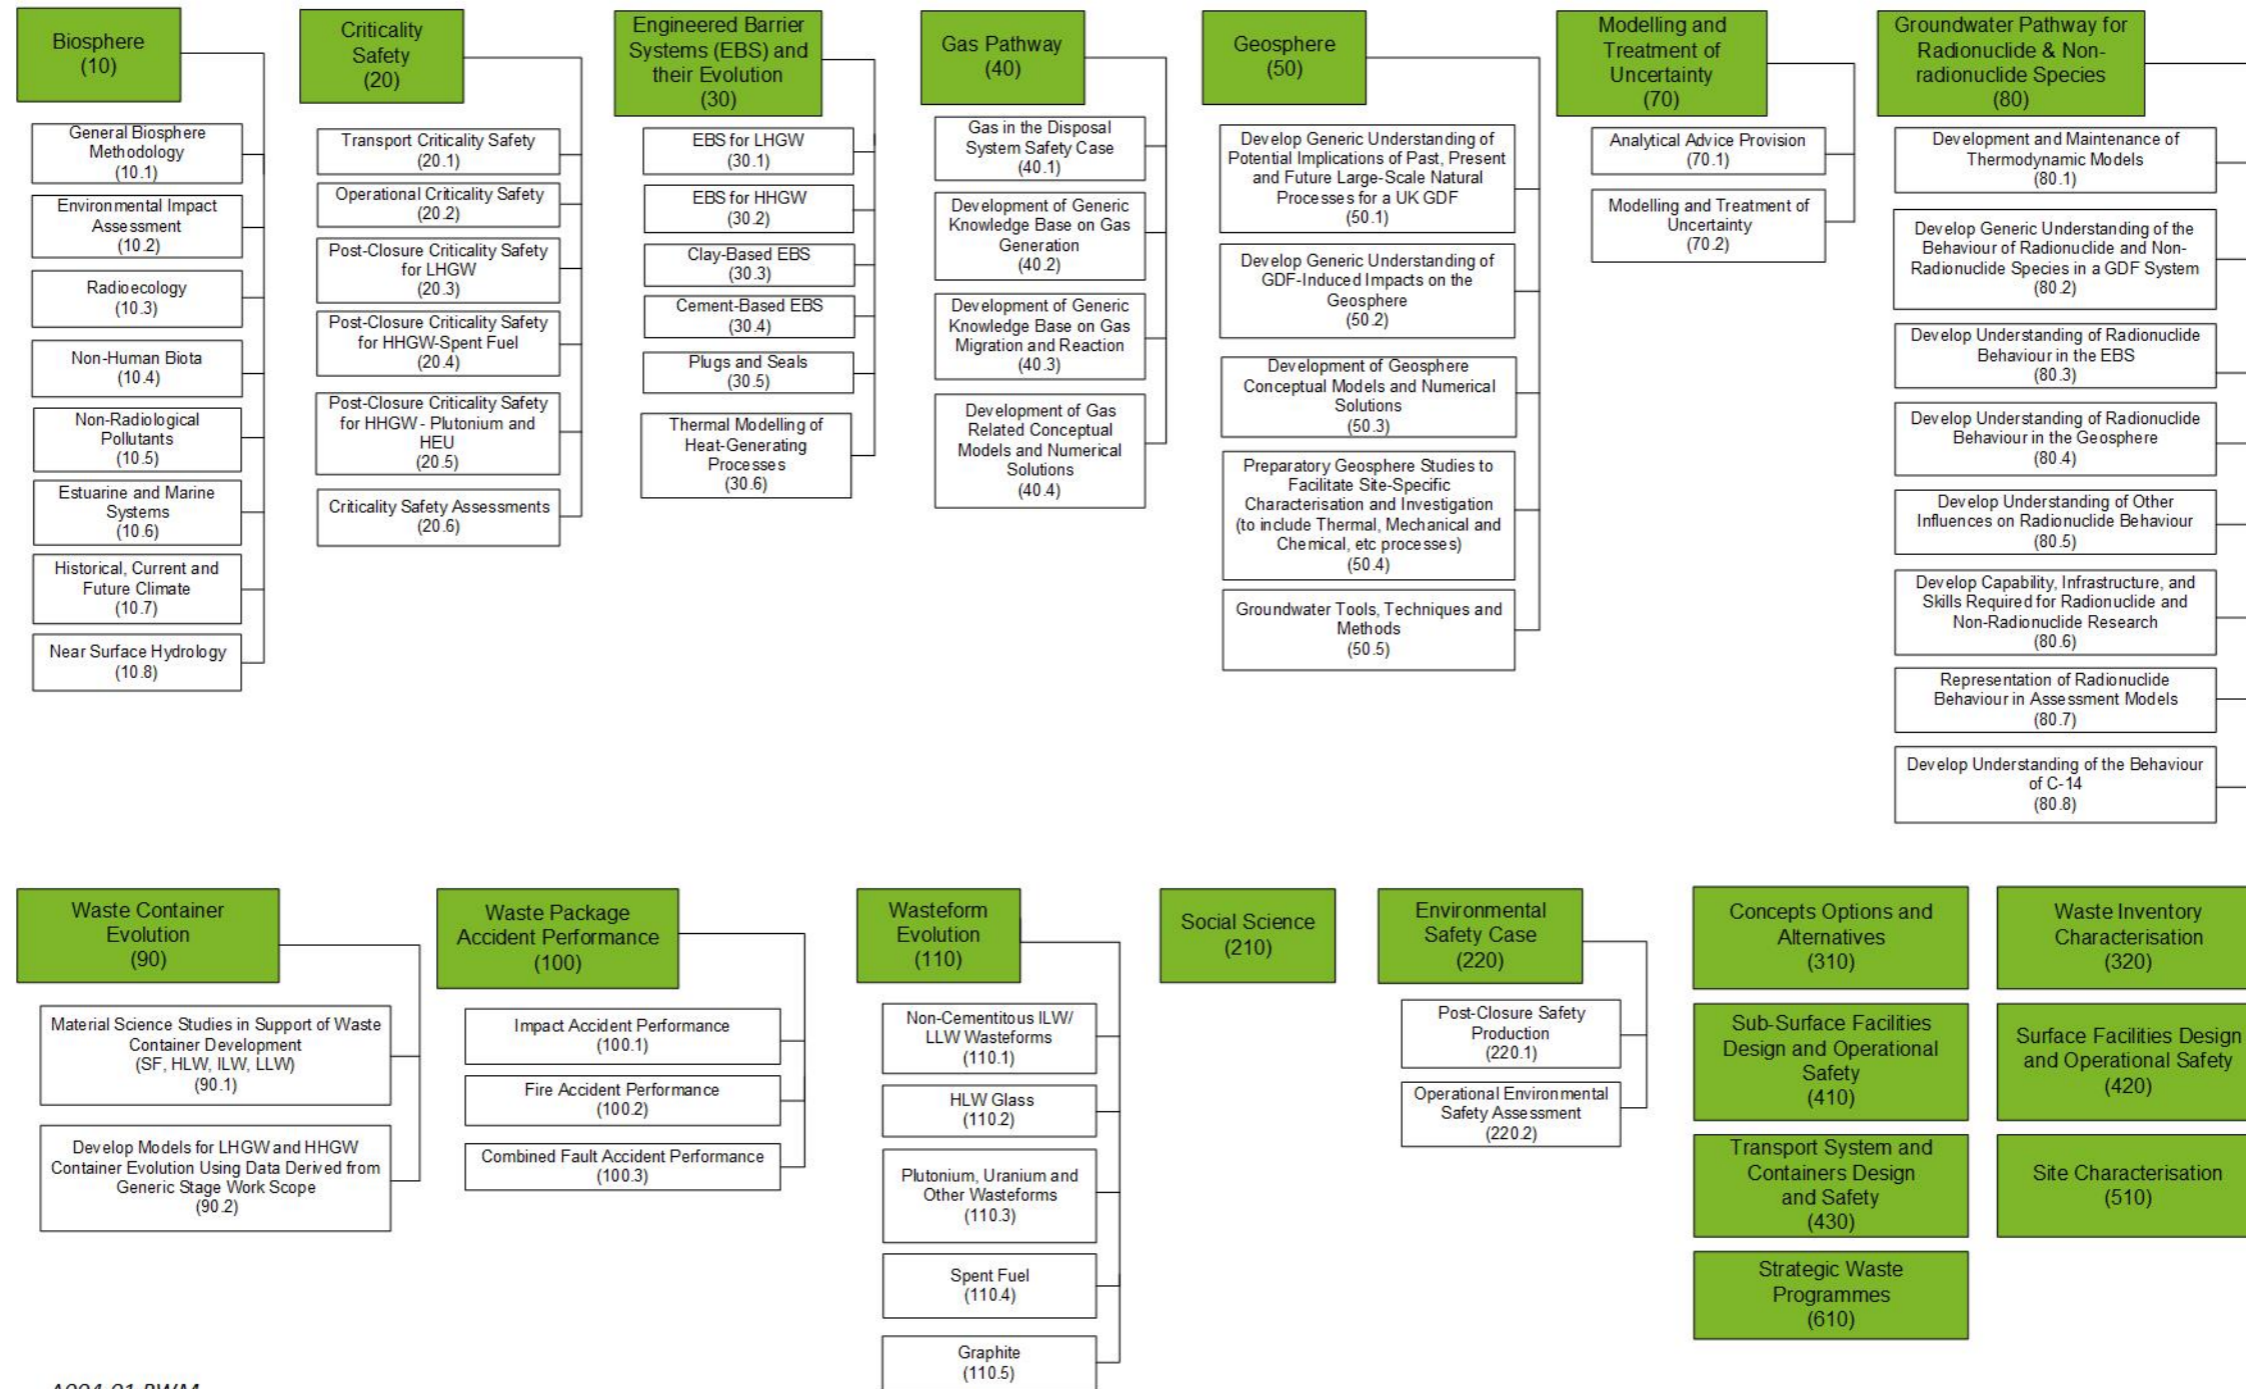 Biosphere
(10)
General Biosphere
Methodology
(10.1)
Environmental Impact
Assessment
(10.2)
Radioecology
(10.3)
Non-Human Biota
(10.4)
Non-Radiological
Pollutants
(10.5)
Estuarine and Marine
Systems
(10.6)
Historical, Current and
Future Climate
(10.7)
Near Surface Hydrology
(10.8)
Criticality
Safety
(20)
Transport Criticality Safety
(20.1)
Operational Criticality Safety
(20.2)
Post-Closure Criticality Safety
for LHGW
(20.3)
Post-Closure Criticality Safety
for HHGW-Spent Fuel
(20.4)
Post-Closure Criticality Safety
for HHGW - Plutonium and
HEU
(20.5)
Criticality Safety Assessments
(20.6)
Engineered Barrier
Systems (EBS) and
their Evolution
(30)
EBS for LHGW
(30.1)
EBS for HHGW
(30.2)
Clay-Based EBS
(30.3)
Cement-Based EBS
(30.4)
Plugs and Seals
(30.5)
Thermal Modelling of
Heat-Generating
Processes
(30.6)
Gas Pathway
(40)
Gas in the Disposal
System Safety Case
(40.1)
Development of Generic
Knowledge Base on Gas
Generation
(40.2)
Development of Generic
Knowledge Base on Gas
Migration and Reaction
(40.3)
Development of Gas
Related Conceptual
Models and Numerical
Solutions
(40.4)
Geosphere
(50)
Develop Generic Understanding of
Potential Implications of Past, Present
and Future Large-Scale Natural
Processes for a UK GDF
(50.1)
Develop Generic Understanding of
GDF-Induced Impacts on the
Geosphere
(50.2)
Development of Geosphere
Conceptual Models and Numerical
Solutions
(50.3)
Preparatory Geosphere Studies to
Facilitate Site-Specific
Characterisation and Investigation
(to include Thermal, Mechanical and
Chemical, etc processes)
(50.4)
Groundwater Tools, Techniques and
Methods
(50.5)
Modelling and
Treatment of
Uncertainty
(70)
Analytical Advice Provision
(70.1)
Modelling and Treatment of
Uncertainty
(70.2)
Groundwater Pathway for
Radionuclide & Non-
radionuclide Species
(80)
Development and Maintenance of
Thermodynamic Models
(80.1)
Develop Generic Understanding of the
Behaviour of Radionuclide and Non-
Radionuclide Species in a GDF System
(80.2)
Develop Understanding of Radionuclide
Behaviour in the EBS
(80.3)
Develop Understanding of Radionuclide
Behaviour in the Geosphere
(80.4)
Develop Understanding of Other
Influences on Radionuclide Behaviour
(80.5)
Develop Capability, Infrastructure, and
Skills Required for Radionuclide and
Non-Radionuclide Research
(80.6)
Representation of Radionuclide
Behaviour in Assessment Models
(80.7)
Develop Understanding of the Behaviour
of C-14
(80.8)
Waste Container
Evolution
(90)
Material Science Studies in Support of Waste
Container Development
(SF, HLW, ILW, LLW)
(90.1)
Develop Models for LHGW and HHGW
Container Evolution Using Data Derived from
Generic Stage Work Scope
(90.2)
Waste Package
Accident Performance
(100)
Impact Accident Performance
(100.1)
Fire Accident Performance
(100.2)
Combined Fault Accident Performance
(100.3)
Wasteform
Evolution
(110)
Non-Cementitous ILW/
LLW Wasteforms
(110.1)
HLW Glass
(110.2)
Plutonium, Uranium and
Other Wasteforms
(110.3)
Spent Fuel
(110.4)
Graphite
(110.5)
Social Science
(210)
Environmental
Safety Case
(220)
Post-Closure Safety
Production
(220.1)
Operational Environmental
Safety Assessment
(220.2)
Concepts Options and
Alternatives
(310)
Waste Inventory
Characterisation
(320)
Sub-Surface Facilities
Design and Operational
Safety
(410)
Surface Facilities Design
and Operational Safety
(420)
Transport System and
Containers Design
and Safety
(430)
Site Characterisation
(510)
Strategic Waste
Programmes
(610)